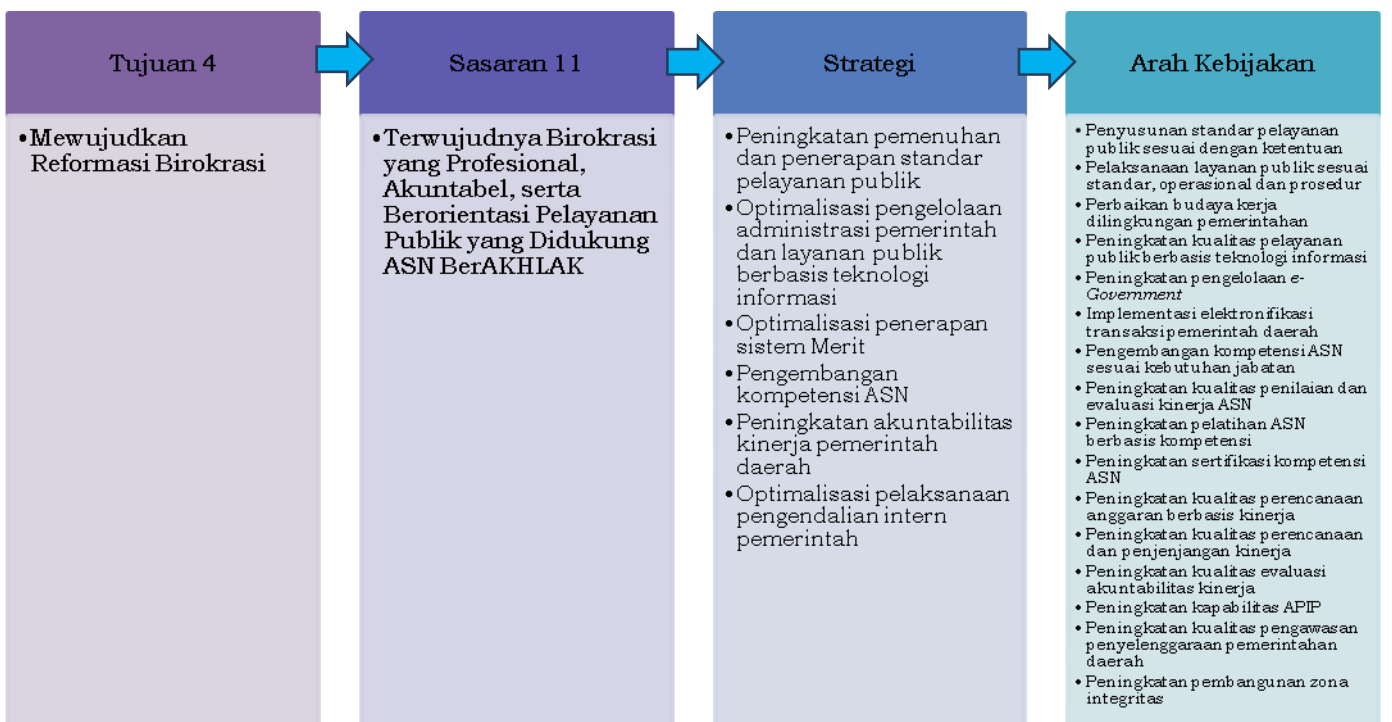 Tujuan 4
•Mewujudkan
Reformasi Birokrasi
Sasaran 11
•Terwujudnya Birokrasi
yang Profesional,
Akuntabel, serta
Berorientasi Pelayanan
Publik yang Didukung
ASN BerAKHLAK
Strategi
•Peningkatan pemenuhan
dan penerapan standar
pelayanan publik
•Optimalisasi pengelolaan
administrasi pemerintah
dan layanan publik
berbasis teknologi
informasi
•Optimalisasi penerapan
sistem Merit
•Pengembangan
kompetensi ASN
•Peningkatan akuntabilitas
kinerja pemerintah
daerah
•Optimalisasi pelaksanaan
pengendalian intern
pemerintah
Arah Kebijakan
•Penyusunan standar pelayanan
publik sesuai dengan ketentuan
•Pelaksanaan layanan publik sesuai
standar, operasional dan prosedur
•Perbaikan budaya kerja
dilingkungan pemerintahan
•Peningkatan kualitas pelayanan
publik berbasis teknologi informasi
•Peningkatan pengelolaan e-
Government
•Implementasi elektronifikasi
transaksi pemerintah daerah
•Pengembangan kompetensi ASN
sesuai kebutuhan jabatan
•Peningkatan kualitas penilaian dan
evaluasi kinerja ASN
•Peningkatan pelatihan ASN
berbasis kompetensi
•Peningkatan sertifikasi kompetensi
ASN
•Peningkatan kualitas perencanaan
anggaran berbasis kinerja
•Peningkatan kualitas perencanaan
dan penjenjangan kinerja
•Peningkatan kualitas evaluasi
akuntabilitas kinerja
•Peningkatan kapabilitas APIP
•Peningkatan kualitas pengawasan
penyelenggaraan pemerintahan
daerah
•Peningkatan pembangunan zona
integritas